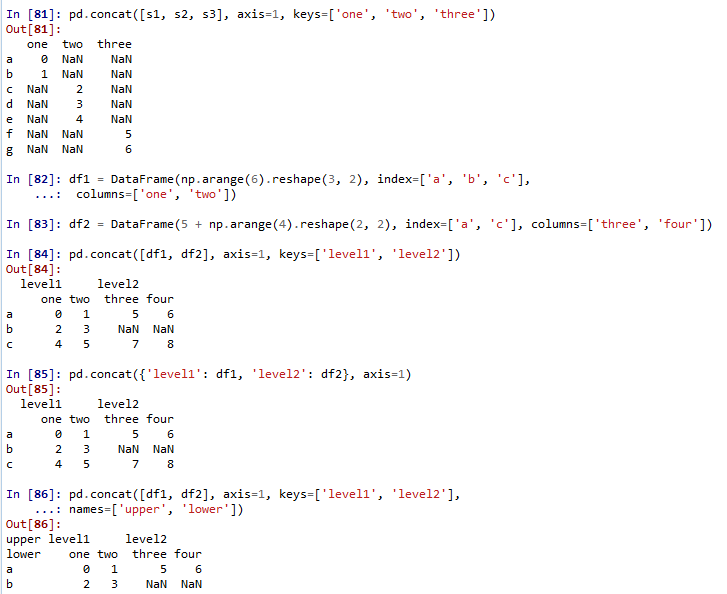 In [81]: pd.concat([s1, s2, s3], axis=1, keys=['one', 'two', 'three'])
Out[81]:
   one  two  three
a    0  NaN    NaN
b    1  NaN    NaN
c  NaN    2    NaN
d  NaN    3    NaN
e  NaN    4    NaN
f  NaN  NaN      5
g  NaN  NaN      6
In [82]: df1 = DataFrame(np.arange(6).reshape(3, 2), index=['a', 'b', 'c'],
    ...:  columns=['one', 'two'])
In [83]: df2 = DataFrame(5 + np.arange(4).reshape(2, 2), index=['a', 'c'], columns=['three', 'four'])
In [84]: pd.concat([df1, df2], axis=1, keys=['level1', 'level2'])
Out[84]:
  level1     level2
     one two  three four
a      0   1      5    6
b      2   3    NaN  NaN
c      4   5      7    8
In [85]: pd.concat({'level1': df1, 'level2': df2}, axis=1)
Out[85]:
  level1     level2
     one two  three four
a      0   1      5    6
b      2   3    NaN  NaN
c      4   5      7    8
In [86]: pd.concat([df1, df2], axis=1, keys=['level1', 'level2'],
    ...: names=['upper', 'lower'])
Out[86]:
upper level1     level2
lower    one two  three four
a          0   1      5    6
b          2   3    NaN  NaN